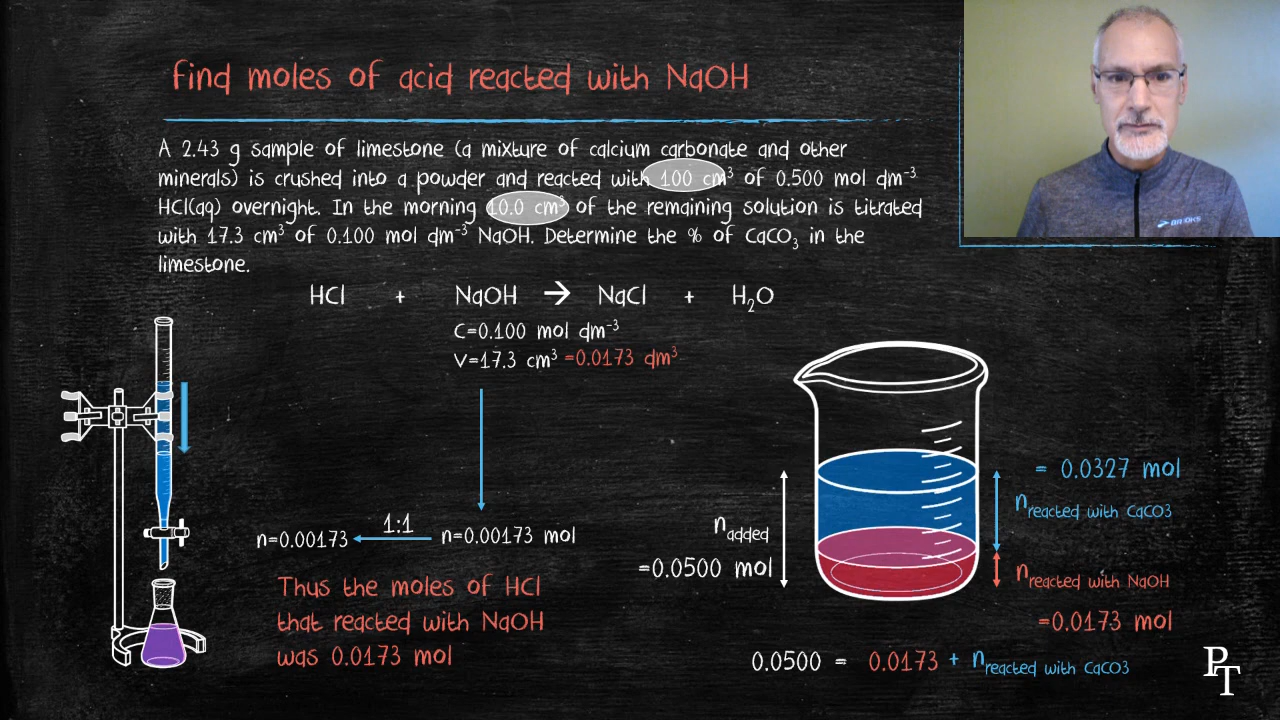 find moles of acid reacted with NaOH
A 2.43 g sample of limestone (a mixture of calcium carbonate and other
minerals) is crushed into a powder and reacted with 100 cm³ of 0.500 mol dm⁻³
HCl(aq) overnight. In the morning 10.0 cm³ of the remaining solution is titrated
with 17.3 cm³ of 0.100 mol dm⁻³ NaOH. Determine the % of CaCO₃ in the
limestone.
HCl + NaOH → NaCl + H₂O
C=0.100 mol dm⁻³
V=17.3 cm³ =0.0173 dm³
1:1
n=0.00173
n=0.00173 mol
Thus the moles of HCl
that reacted with NaOH
was 0.0173 mol
n added
=0.0500 mol
= 0.0327 mol
n reacted with CaCO3
n reacted with NaOH
=0.0173 mol
0.0500 = 0.0173 + n reacted with CaCO3
BROOKS
PT